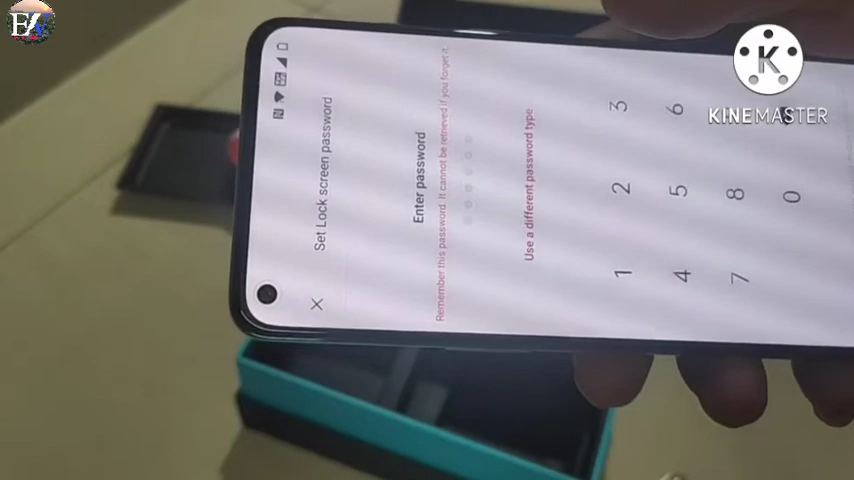 EZ
KINEMASTER
Set Lock screen password
Enter password
Remember this password. It cannot be retrieved if you forget it.
Use a different password type
1 2 3
4 5 6
7 8
0